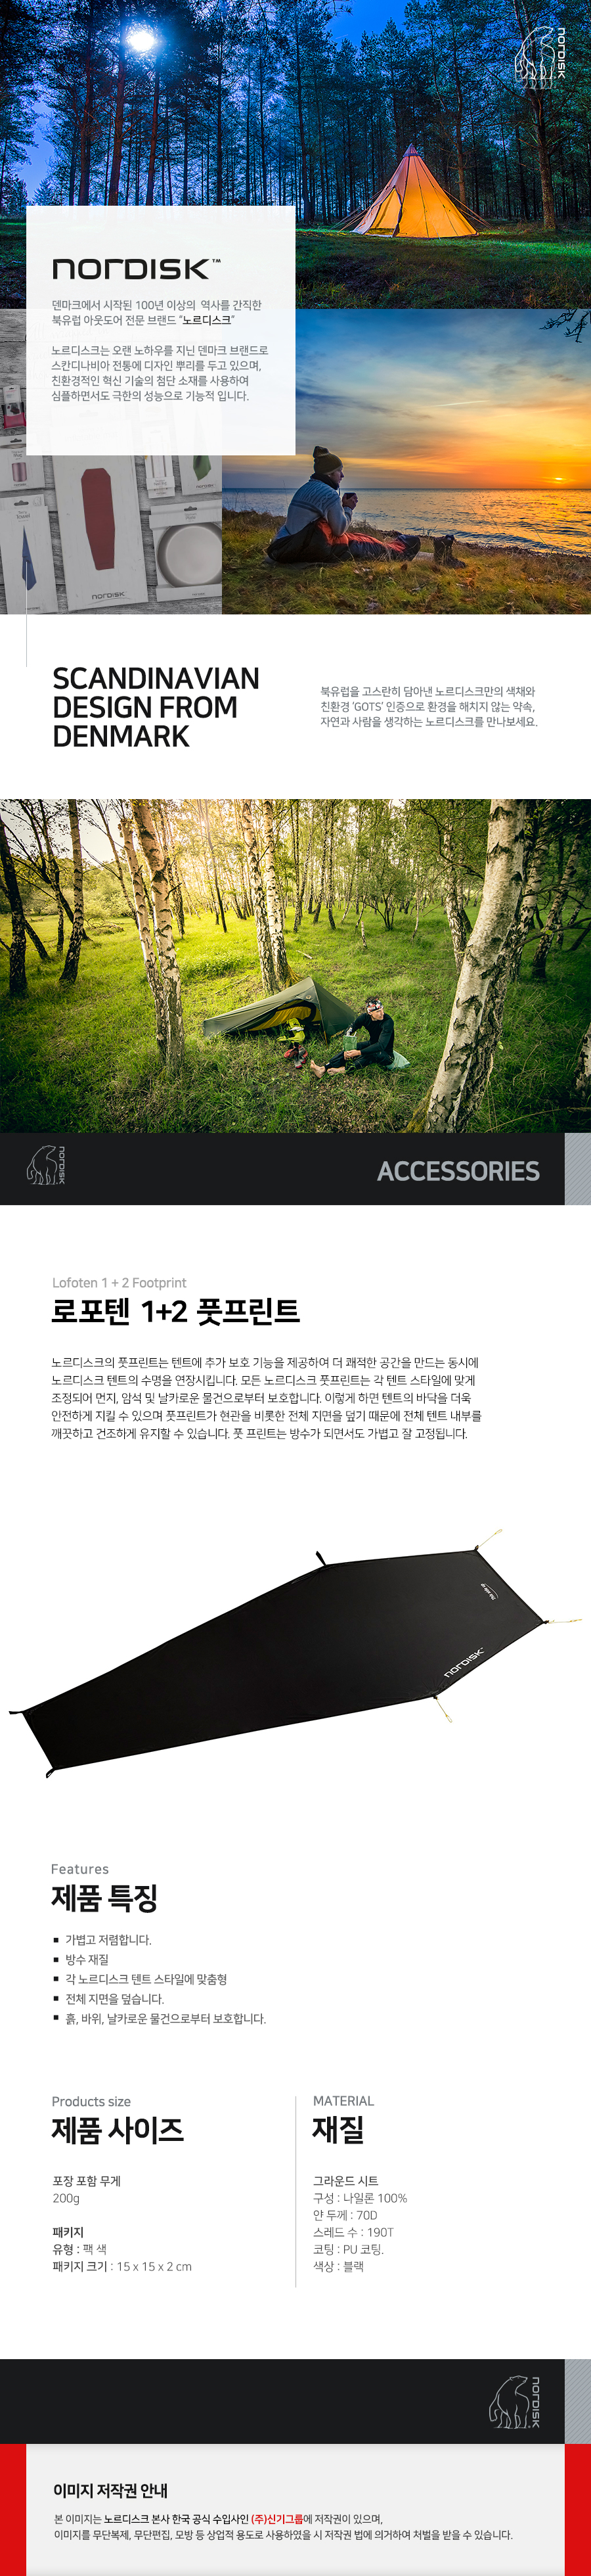 NORDISK
NORDISK™
덴마크에서 시작된 100년 이상의 역사를 간직한
북유럽 아웃도어 전문 브랜드 "노르디스크"
노르디스크는 오랜 노하우를 지닌 덴마크 브랜드로
스칸디나비아 전통에 디자인 뿌리를 두고 있으며,
친환경적인 혁신 기술의 첨단 소재를 사용하여
심플하면서도 극한의 성능으로 기능적 입니다.
NORDISK
SCANDINAVIAN
DESIGN FROM
DENMARK
북유럽을 고스란히 담아낸 노르디스크만의 색채와
친환경 'GOTS' 인증으로 환경을 해치지 않는 약속,
자연과 사람을 생각하는 노르디스크를 만나보세요.
NORDISK
ACCESSORIES
Lofoten 1 + 2 Footprint
로포텐 1+2 풋프린트
노르디스크의 풋프린트는 텐트에 추가 보호 기능을 제공하여 더 쾌적한 공간을 만드는 동시에
노르디스크 텐트의 수명을 연장시킵니다. 모든 노르디스크 풋프린트는 각 텐트 스타일에 맞게
조정되어 먼지, 암석 및 날카로운 물건으로부터 보호합니다. 이렇게 하면 텐트의 바닥을 더욱
안전하게 지킬 수 있으며 풋프린트가 현관을 비롯한 전체 지면을 덮기 때문에 전체 텐트 내부를
깨끗하고 건조하게 유지할 수 있습니다. 풋 프린트는 방수가 되면서도 가볍고 잘 고정됩니다.
NORDISK
Features
제품 특징
가볍고 저렴합니다.
방수 재질
각 노르디스크 텐트 스타일에 맞춤형
전체 지면을 덮습니다.
흙, 바위, 날카로운 물건으로부터 보호합니다.
Products size
제품 사이즈
포장 포함 무게
200g
패키지
유형 : 팩 색
패키지 크기 : 15 x 15 x 2 cm
MATERIAL
재질
그라운드 시트
구성 : 나일론 100%
얀 두께 : 70D
스레드 수 : 190T
코팅 : PU 코팅.
색상 : 블랙
NORDISK
이미지 저작권 안내
본 이미지는 노르디스크 본사 한국 공식 수입사인 (주)신기그룹에 저작권이 있으며,
이미지를 무단복제, 무단편집, 모방 등 상업적 용도로 사용하였을 시 저작권 법에 의거하여 처벌을 받을 수 있습니다.